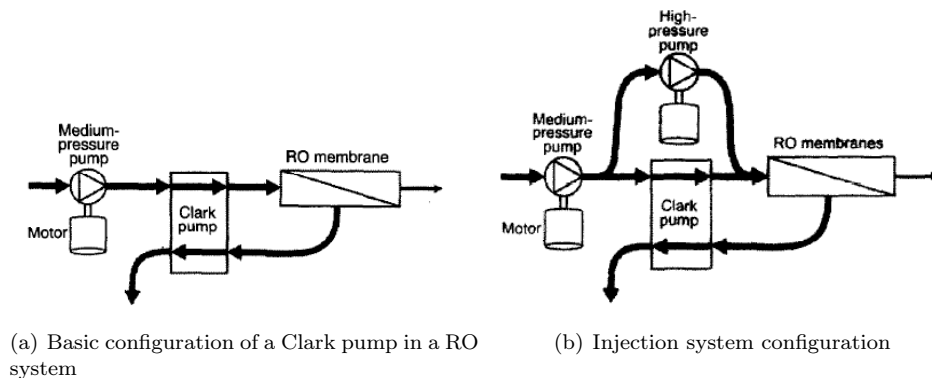 Medium-
pressure
pump
RO membrane
Motor
Clark
pump
High-
pressure
pump
Medium-
pressure
pump
RO membranes
Motor
Clark
pump
(a) Basic configuration of a Clark pump in a RO
system
(b) Injection system configuration